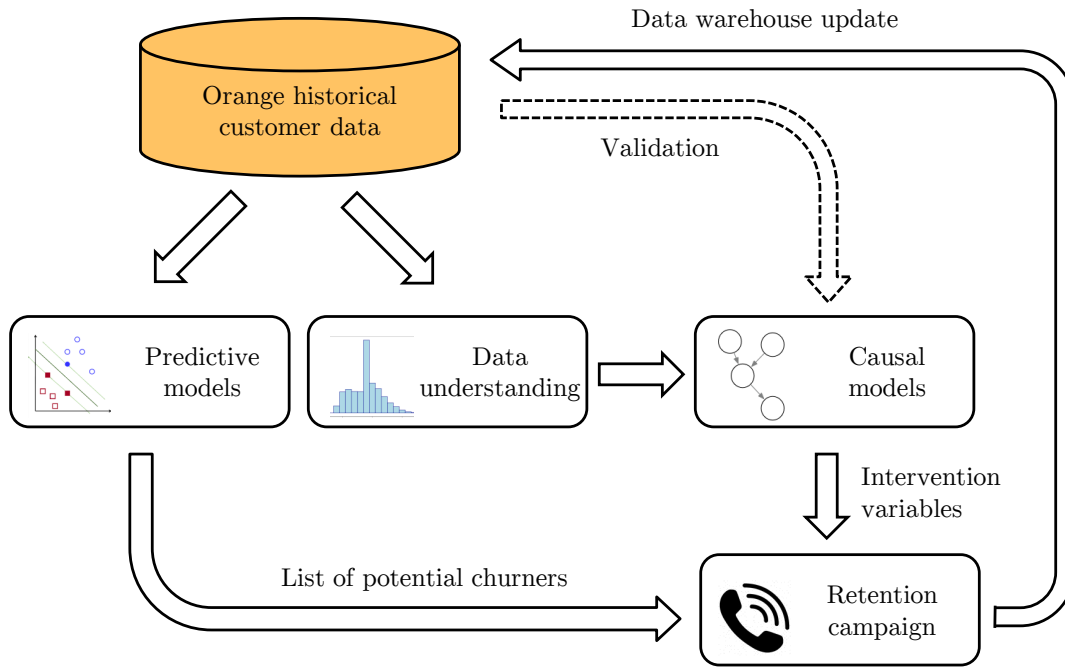 Data warehouse update
Orange historical
customer data
Validation
Predictive
models
Data
understanding
Causal
models
Intervention
variables
List of potential churners
Retention
campaign